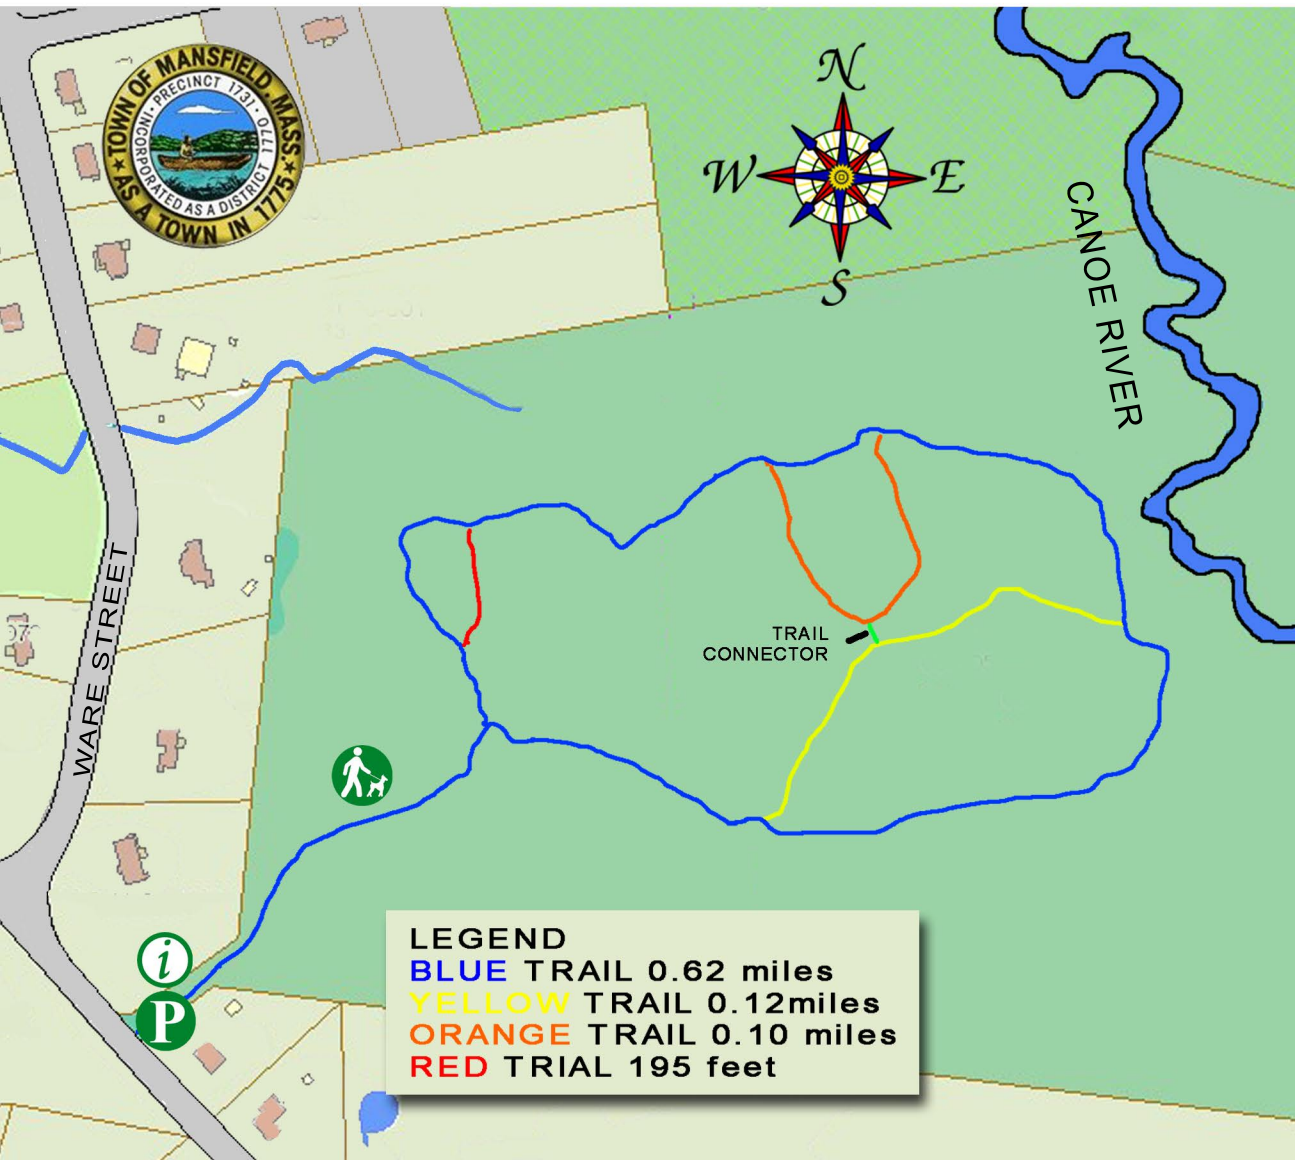 TOWN OF MANSFIELD, MASS
AS A TOWN IN 1775
PRECINCT 1731 · 1770
INCORPORATED AS A DISTRICT
N
W
E
S
CANOE RIVER
WARE STREET
TRAIL
CONNECTOR
i
P
LEGEND
BLUE TRAIL 0.62 miles
YELLOW TRAIL 0.12miles
ORANGE TRAIL 0.10 miles
RED TRIAL 195 feet